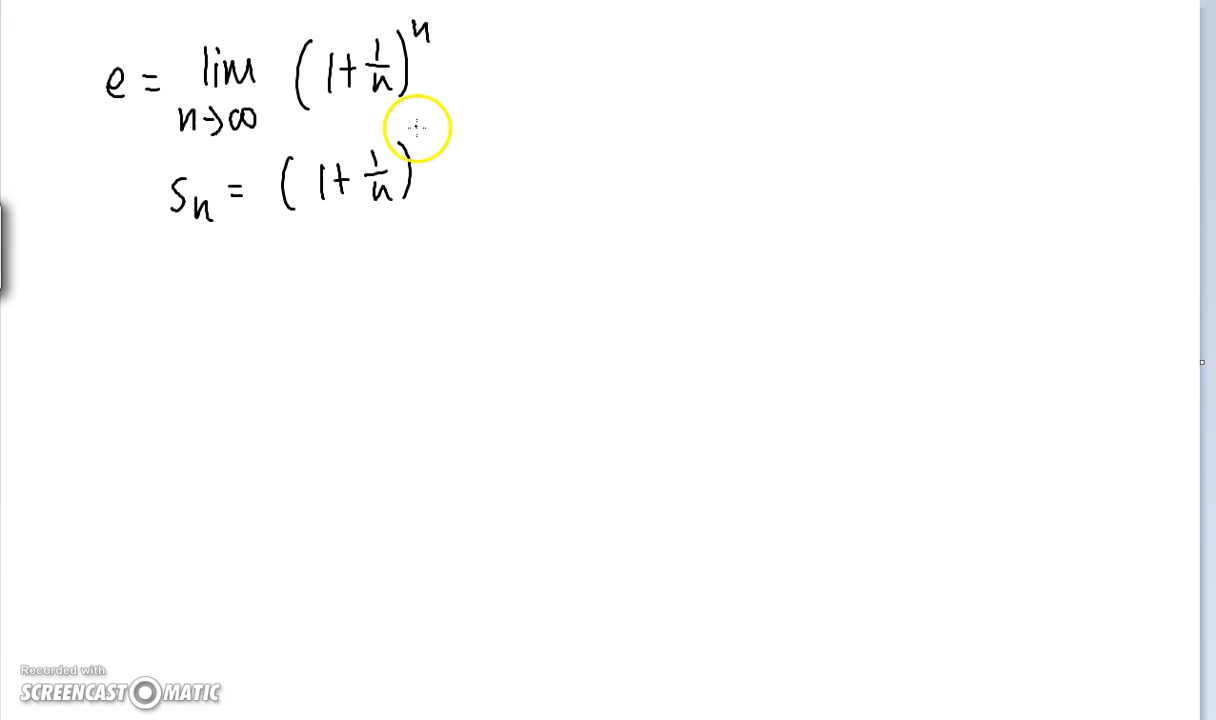 e = lim (1+1/n)^n
n→∞
s_n = (1+1/n)
Recorded with
SCREENCAST-O-MATIC